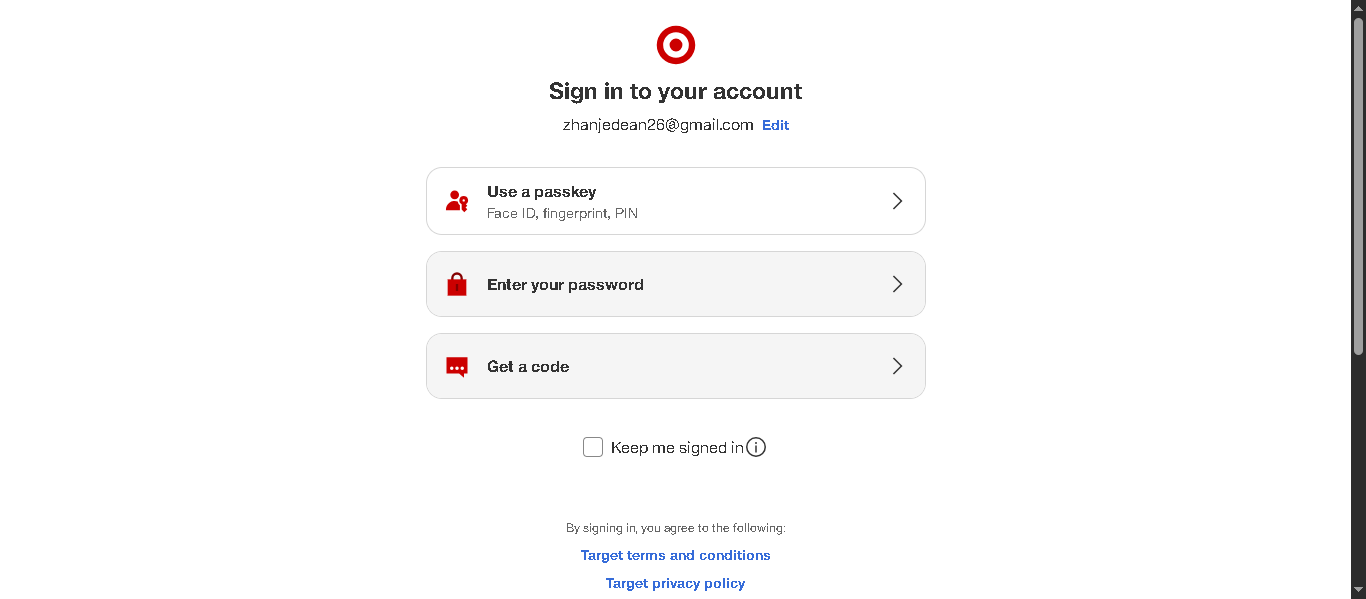 Sign in to your account
zhanjedean26@gmail.com Edit
Use a passkey
Face ID, fingerprint, PIN
Enter your password
Get a code
Keep me signed in
By signing in, you agree to the following:
Target terms and conditions
Target privacy policy